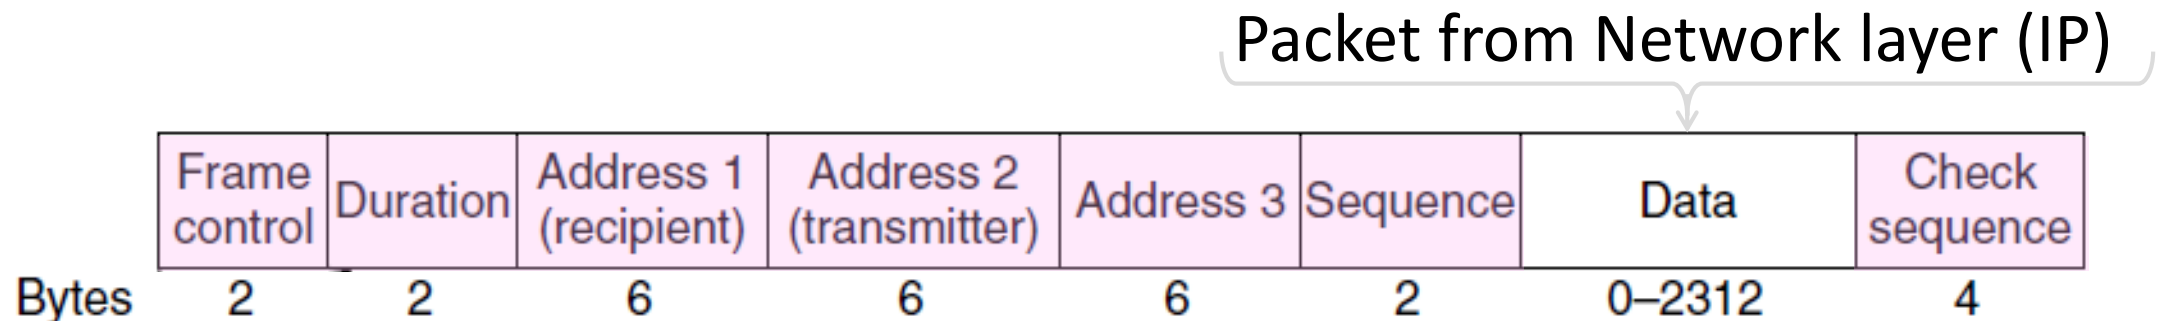 Packet from Network layer (IP)
Frame control Duration Address 1 (recipient) Address 2 (transmitter) Address 3 Sequence Data Check sequence
Bytes 2 2 6 6 6 2 0–2312 4